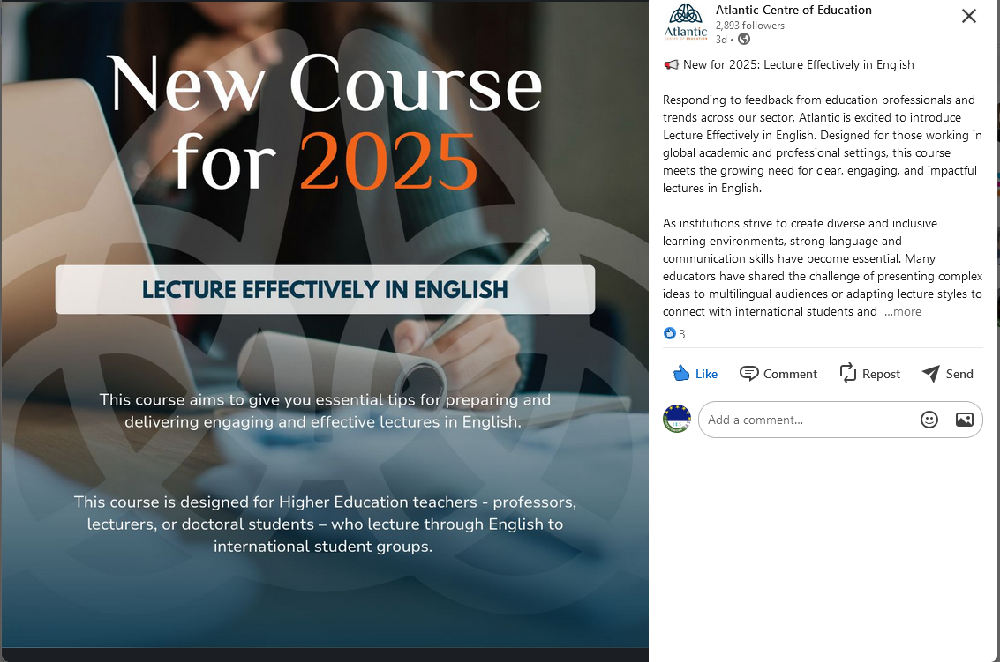 New Course
for 2025
LECTURE EFFECTIVELY IN ENGLISH
This course aims to give you essential tips for preparing and
delivering engaging and effective lectures in English.
This course is designed for Higher Education teachers - professors,
lecturers, or doctoral students – who lecture through English to
international student groups.
Atlantic
CENTRE OF EDUCATION
Atlantic Centre of Education
2,893 followers
3d •
New for 2025: Lecture Effectively in English
Responding to feedback from education professionals and
trends across our sector, Atlantic is excited to introduce
Lecture Effectively in English. Designed for those working in
global academic and professional settings, this course
meets the growing need for clear, engaging, and impactful
lectures in English.
As institutions strive to create diverse and inclusive
learning environments, strong language and
communication skills have become essential. Many
educators have shared the challenge of presenting complex
ideas to multilingual audiences or adapting lecture styles to
connect with international students and …more
3
Like Comment Repost Send
Add a comment…